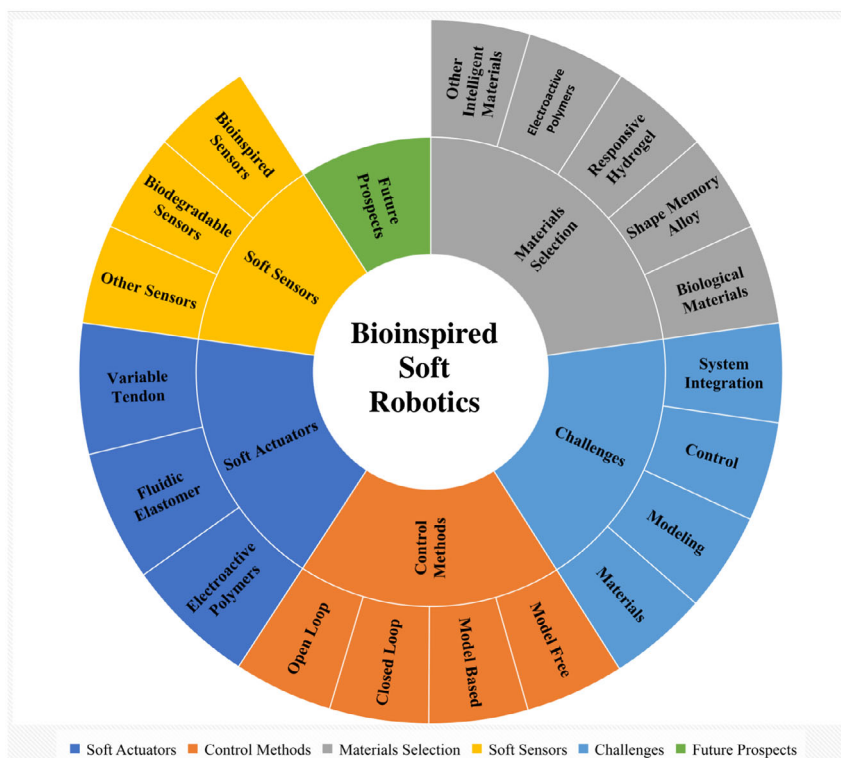 Bioinspired
Soft
Robotics
Materials
Selection
Other
Intelligent
Materials
Electroactive
Polymers
Responsive
Hydrogel
Shape Memory
Alloy
Biological
Materials
Challenges
System
Integration
Control
Modeling
Materials
Control
Methods
Model Free
Model Based
Closed Loop
Open Loop
Soft Actuators
Electroactive
Polymers
Fluidic
Elastomer
Variable
Tendon
Soft Sensors
Other Sensors
Biodegradable
Sensors
Bioinspired
Sensors
Future
Prospects
Soft Actuators
Control Methods
Materials Selection
Soft Sensors
Challenges
Future Prospects